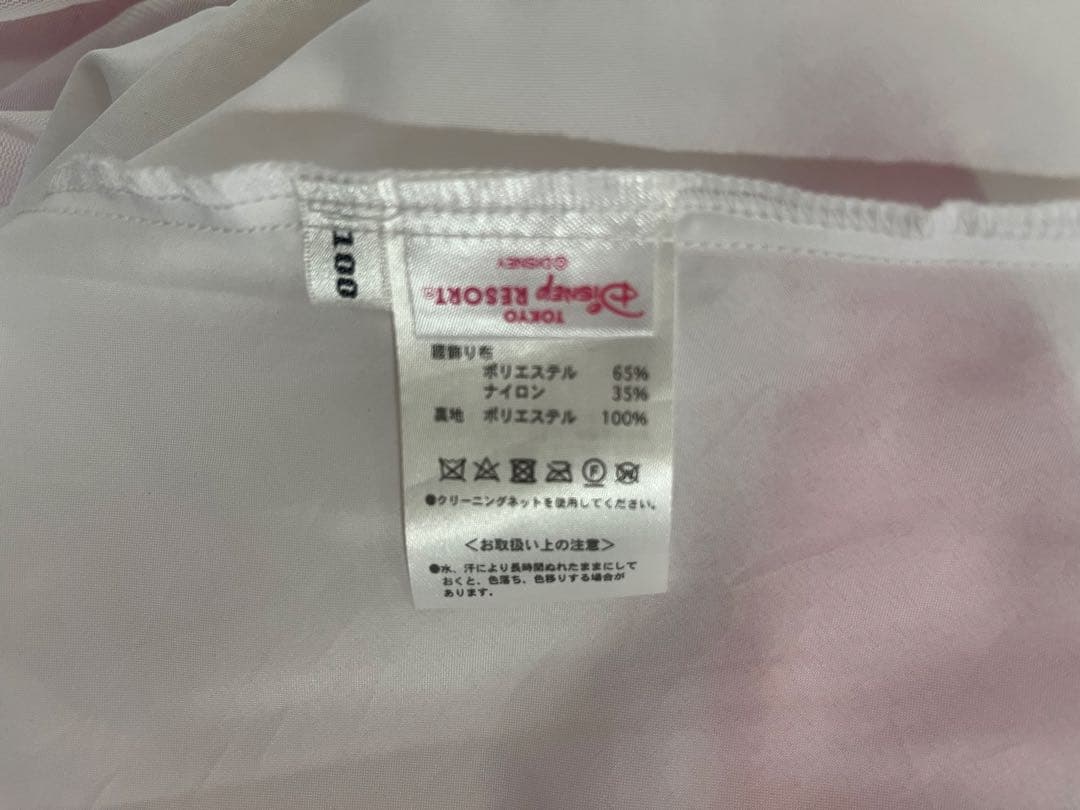 100
TOKYO
Disney RESORT®
©DISNEY
腰飾り布
ポリエステル 65%
ナイロン 35%
裏地 ポリエステル 100%
●クリーニングネットを使用してください。
＜お取扱い上の注意＞
●水、汗により長時間ぬれたままにして
おくと、色落ち、色移りする場合が
あります。